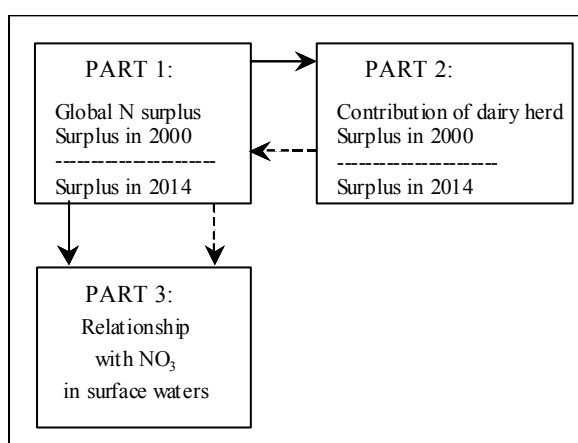 PART 1:
Global N surplus
Surplus in 2000
Surplus in 2014
PART 2:
Contribution of dairy herd
Surplus in 2000
Surplus in 2014
PART 3:
Relationship
with NO₃
in surface waters